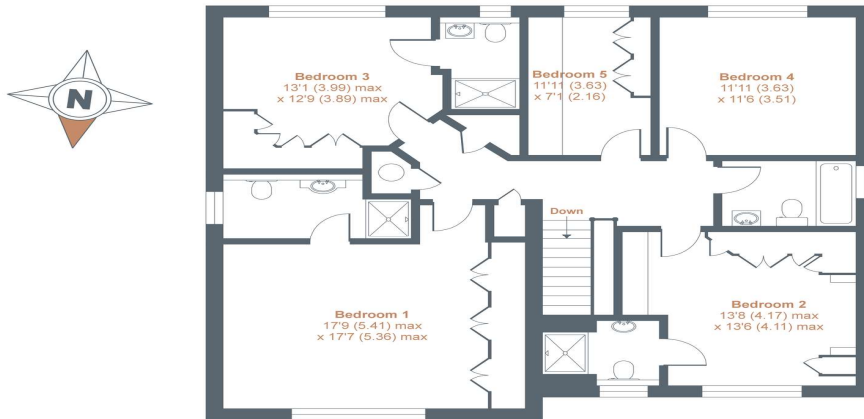 N
Bedroom 3
13'1 (3.99) max
x 12'9 (3.89) max
Bedroom 5
11'11 (3.63)
x 7'1 (2.16)
Bedroom 4
11'11 (3.63)
x 11'6 (3.51)
Down
Bedroom 1
17'9 (5.41) max
x 17'7 (5.36) max
Bedroom 2
13'8 (4.17) max
x 13'6 (4.11) max